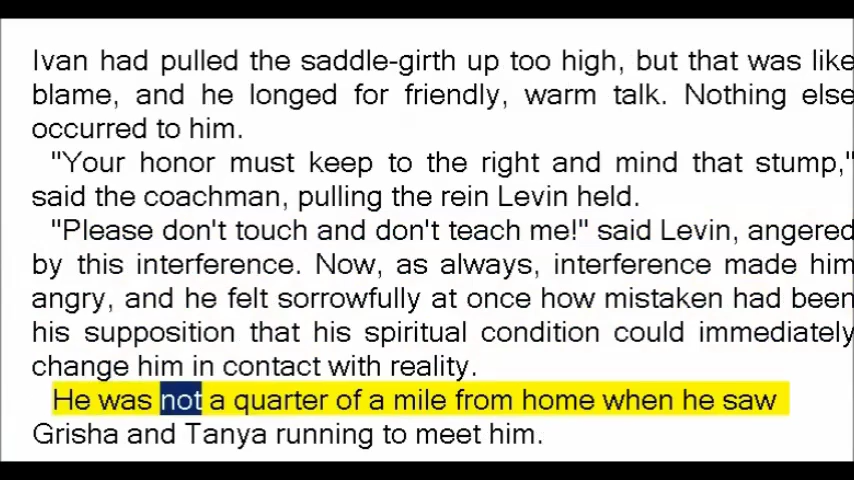 Ivan had pulled the saddle-girth up too high, but that was like
blame, and he longed for friendly, warm talk. Nothing else
occurred to him.
"Your honor must keep to the right and mind that stump,"
said the coachman, pulling the rein Levin held.
"Please don't touch and don't teach me!" said Levin, angered
by this interference. Now, as always, interference made him
angry, and he felt sorrowfully at once how mistaken had been
his supposition that his spiritual condition could immediately
change him in contact with reality.
He was not a quarter of a mile from home when he saw
Grisha and Tanya running to meet him.